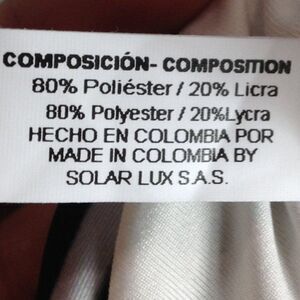 COMPOSICIÓN- COMPOSITION
80% Poliéster / 20% Licra
80% Polyester / 20%Lycra
HECHO EN COLOMBIA POR
MADE IN COLOMBIA BY
SOLAR LUX S.A.S.